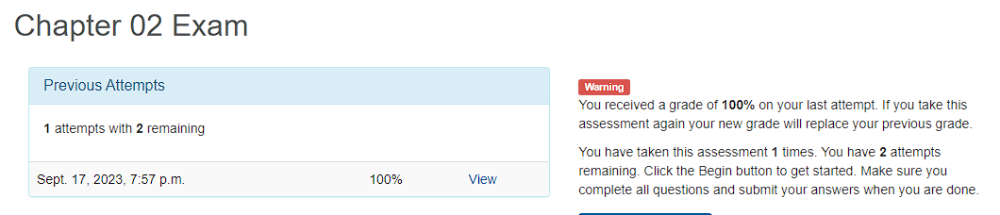 Chapter 02 Exam
Previous Attempts
1 attempts with 2 remaining
Sept. 17, 2023, 7:57 p.m. 100% View
Warning
You received a grade of 100% on your last attempt. If you take this
assessment again your new grade will replace your previous grade.
You have taken this assessment 1 times. You have 2 attempts
remaining. Click the Begin button to get started. Make sure you
complete all questions and submit your answers when you are done.